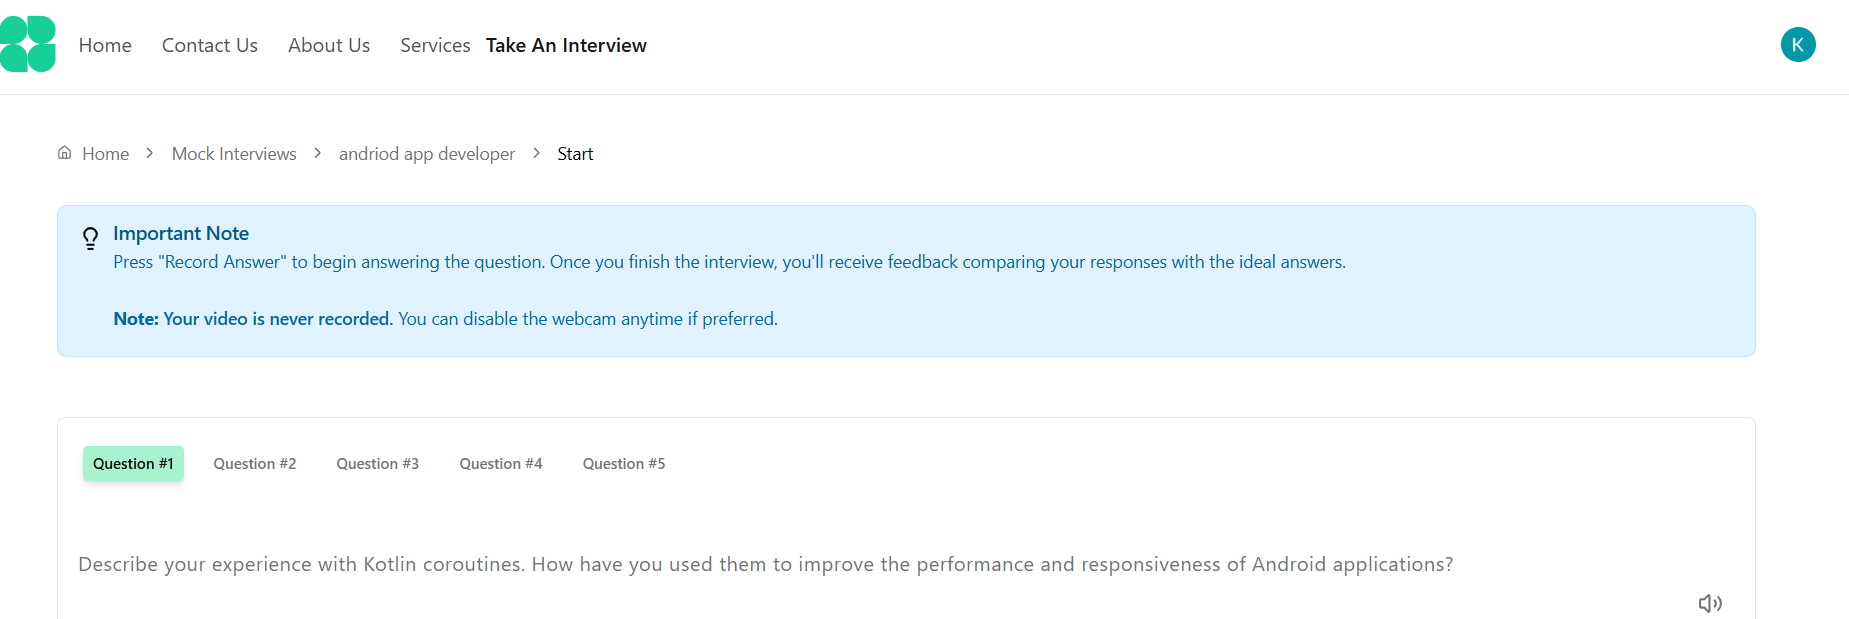 Home Contact Us About Us Services Take An Interview K
Home > Mock Interviews > andriod app developer > Start
Important Note
Press "Record Answer" to begin answering the question. Once you finish the interview, you'll receive feedback comparing your responses with the ideal answers.
Note: Your video is never recorded. You can disable the webcam anytime if preferred.
Question #1 Question #2 Question #3 Question #4 Question #5
Describe your experience with Kotlin coroutines. How have you used them to improve the performance and responsiveness of Android applications?